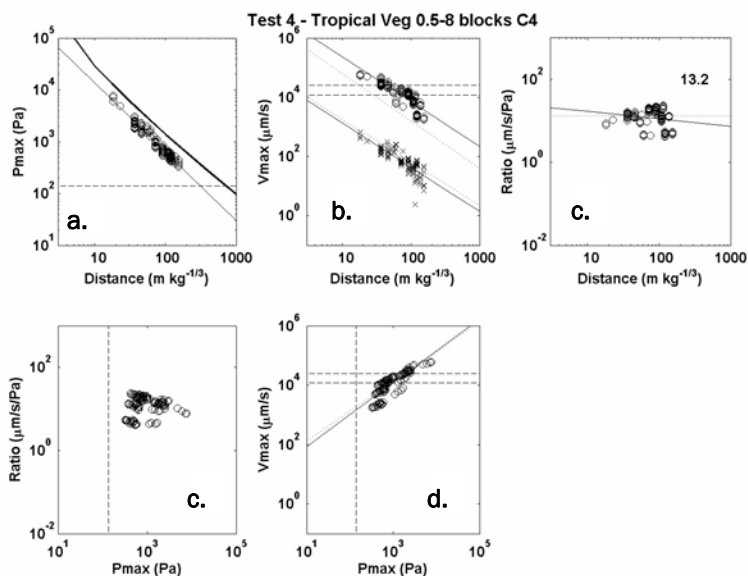 Test 4 - Tropical Veg 0.5-8 blocks C4
10^5
10^4
10^3
10^2
10^1
Pmax (Pa)
10
100
1000
Distance (m kg^-1/3)
a.
10^6
10^4
10^2
10^0
Vmax (μm/s)
10
100
1000
Distance (m kg^-1/3)
b.
10^2
10^0
10^-2
Ratio (μm/s/Pa)
10
100
1000
Distance (m kg^-1/3)
13.2
c.
10^2
10^0
10^-2
Ratio (μm/s/Pa)
10^1
10^3
10^5
Pmax (Pa)
c.
10^6
10^4
10^2
10^0
Vmax (μm/s)
10^1
10^3
10^5
Pmax (Pa)
d.